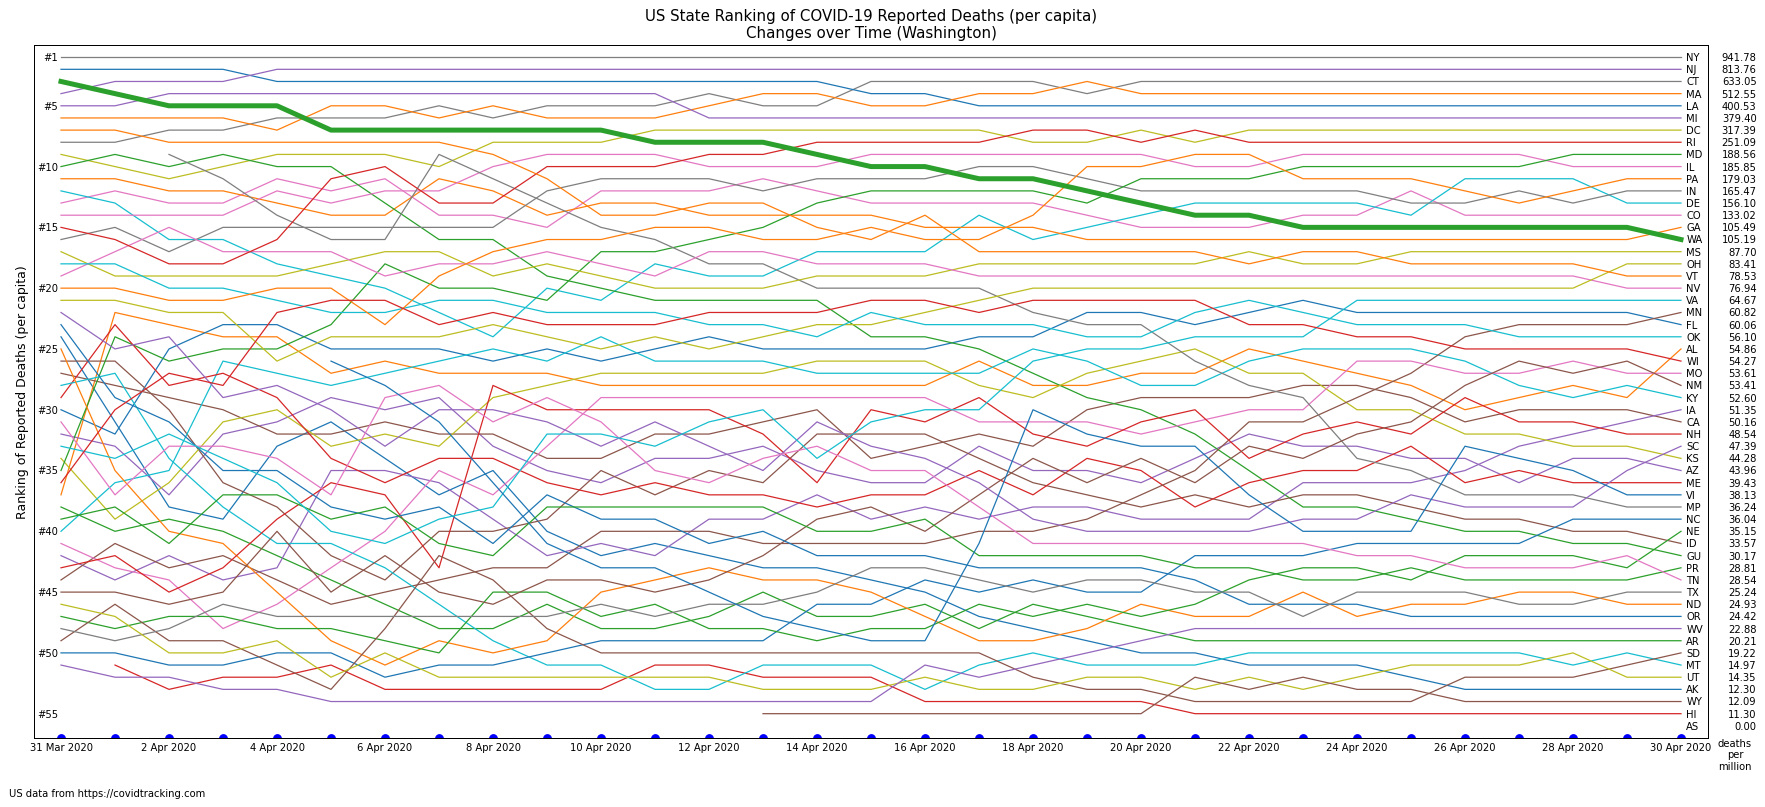 US State Ranking of COVID-19 Reported Deaths (per capita)
Changes over Time (Washington)
Ranking of Reported Deaths (per capita)
#1
#5
#10
#15
#20
#25
#30
#35
#40
#45
#50
#55
NY 941.78
NJ 813.76
CT 633.05
MA 512.55
LA 400.53
MI 379.40
DC 317.39
RI 251.09
MD 188.56
IL 185.85
PA 179.03
IN 165.47
DE 156.10
CO 133.02
GA 105.49
WA 105.19
MS 87.70
OH 83.41
VT 78.53
NV 76.94
VA 64.67
MN 60.82
FL 60.06
OK 56.10
AL 54.86
WI 54.27
MO 53.61
NM 53.41
KY 52.60
IA 51.35
CA 50.16
NH 48.54
SC 47.39
KS 44.28
AZ 43.96
ME 39.43
VI 38.13
MP 36.24
NC 36.04
NE 35.15
ID 33.57
GU 30.17
PR 28.81
TN 28.54
TX 25.24
ND 24.93
OR 24.42
WV 22.88
AR 20.21
SD 19.22
MT 14.97
UT 14.35
AK 12.30
WY 12.09
HI 11.30
AS 0.00
31 Mar 2020 2 Apr 2020 4 Apr 2020 6 Apr 2020 8 Apr 2020 10 Apr 2020 12 Apr 2020 14 Apr 2020 16 Apr 2020 18 Apr 2020 20 Apr 2020 22 Apr 2020 24 Apr 2020 26 Apr 2020 28 Apr 2020 30 Apr 2020
deaths
per
million
US data from https://covidtracking.com